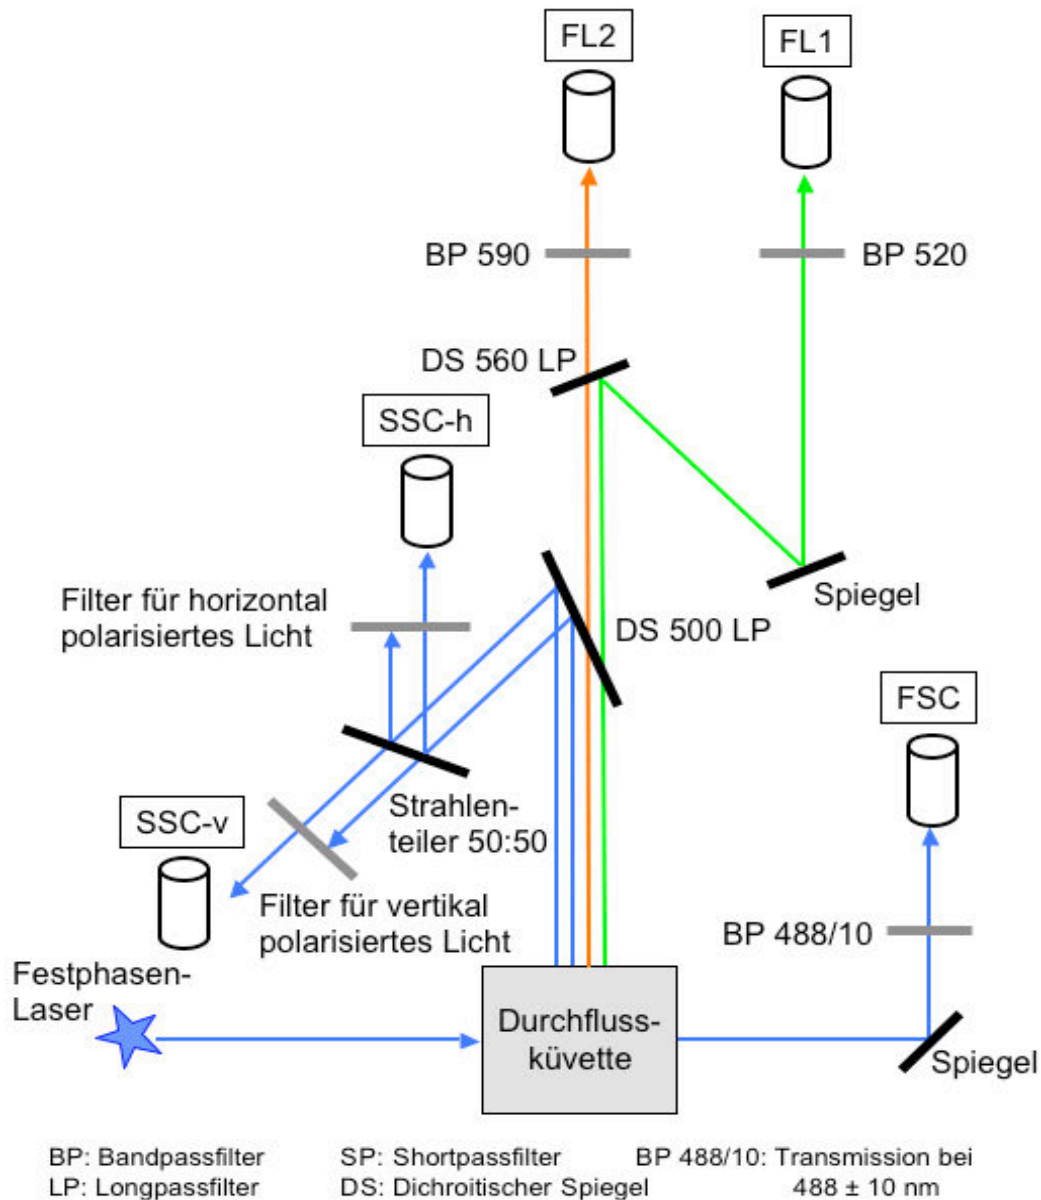 FL2
FL1
BP 590
BP 520
DS 560 LP
SSC-h
Filter für horizontal
polarisiertes Licht
Spiegel
DS 500 LP
FSC
Strahlen-
teiler 50:50
SSC-v
Filter für vertikal
polarisiertes Licht
BP 488/10
Festphasen-
Laser
Durchfluss-
küvette
Spiegel
BP: Bandpassfilter
SP: Shortpassfilter
BP 488/10: Transmission bei
LP: Longpassfilter
DS: Dichroitischer Spiegel
488 ± 10 nm